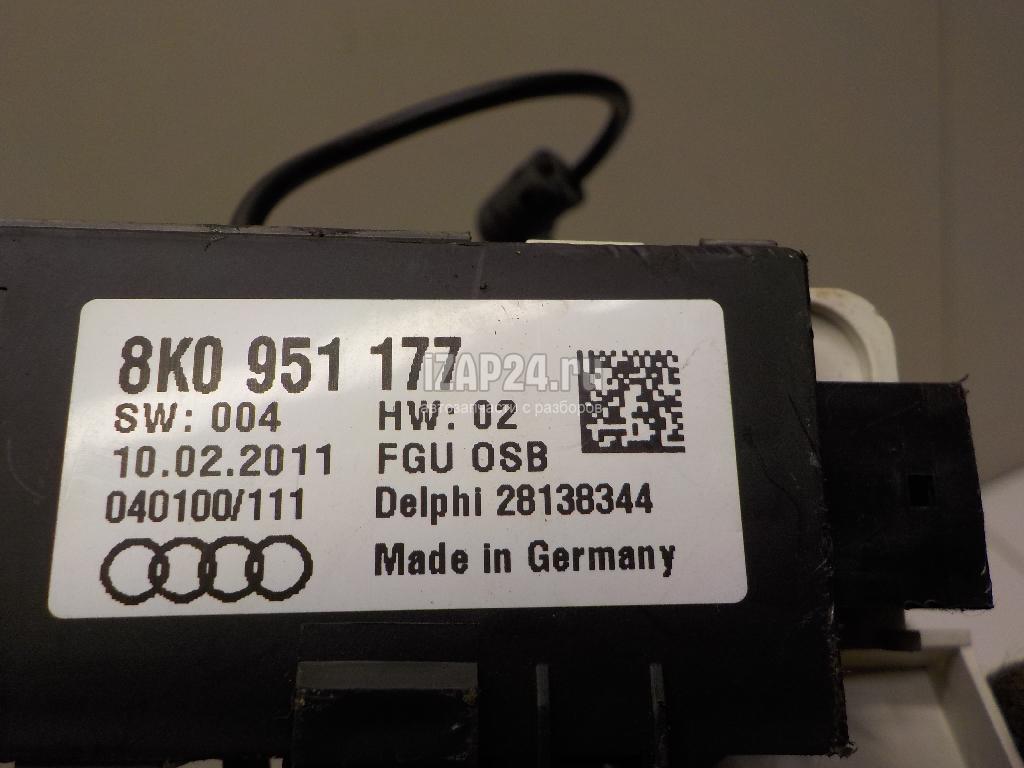 8K0 951 177
iZAP24.ru
автозапчасти с разборов
SW: 004 HW: 02
10.02.2011 FGU OSB
040100/111 Delphi 28138344
Made in Germany